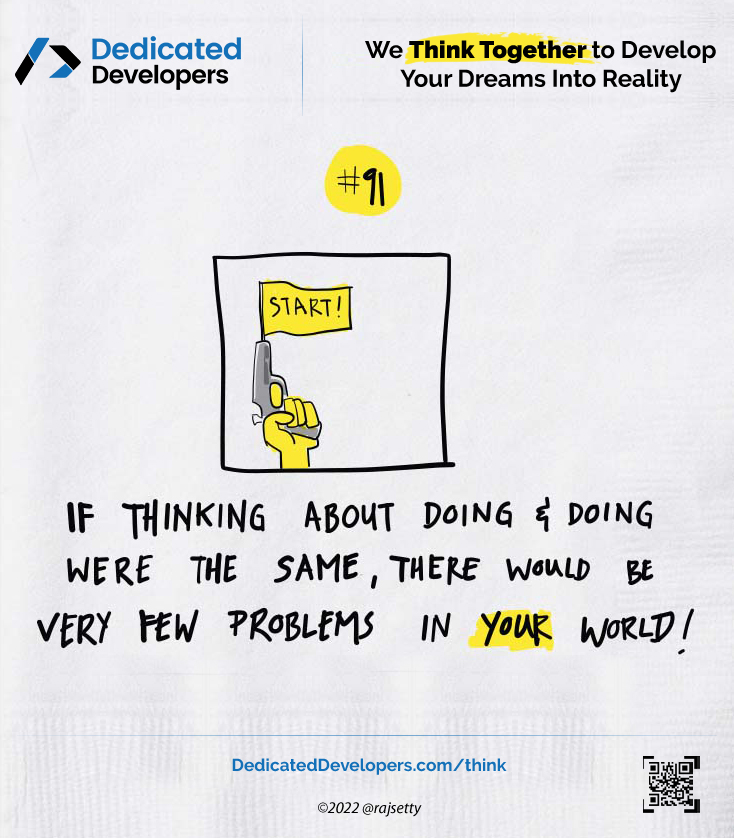 Dedicated
Developers
We Think Together to Develop
Your Dreams Into Reality
#91
START!
IF THINKING ABOUT DOING & DOING
WERE THE SAME, THERE WOULD BE
VERY FEW PROBLEMS IN YOUR WORLD!
DedicatedDevelopers.com/think
©2022 @rajsetty